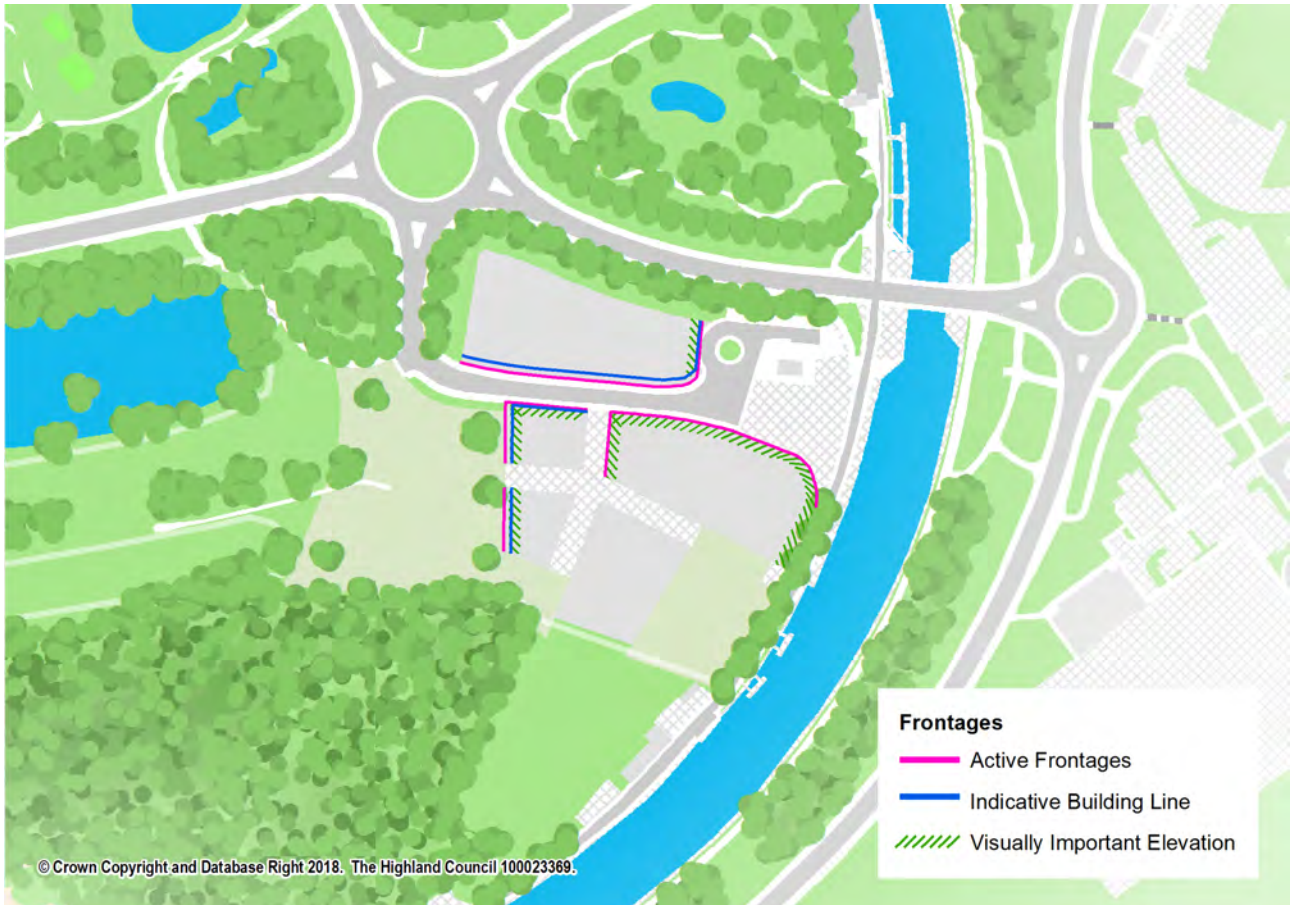 Frontages
Active Frontages
Indicative Building Line
Visually Important Elevation
© Crown Copyright and Database Right 2018. The Highland Council 100023369.